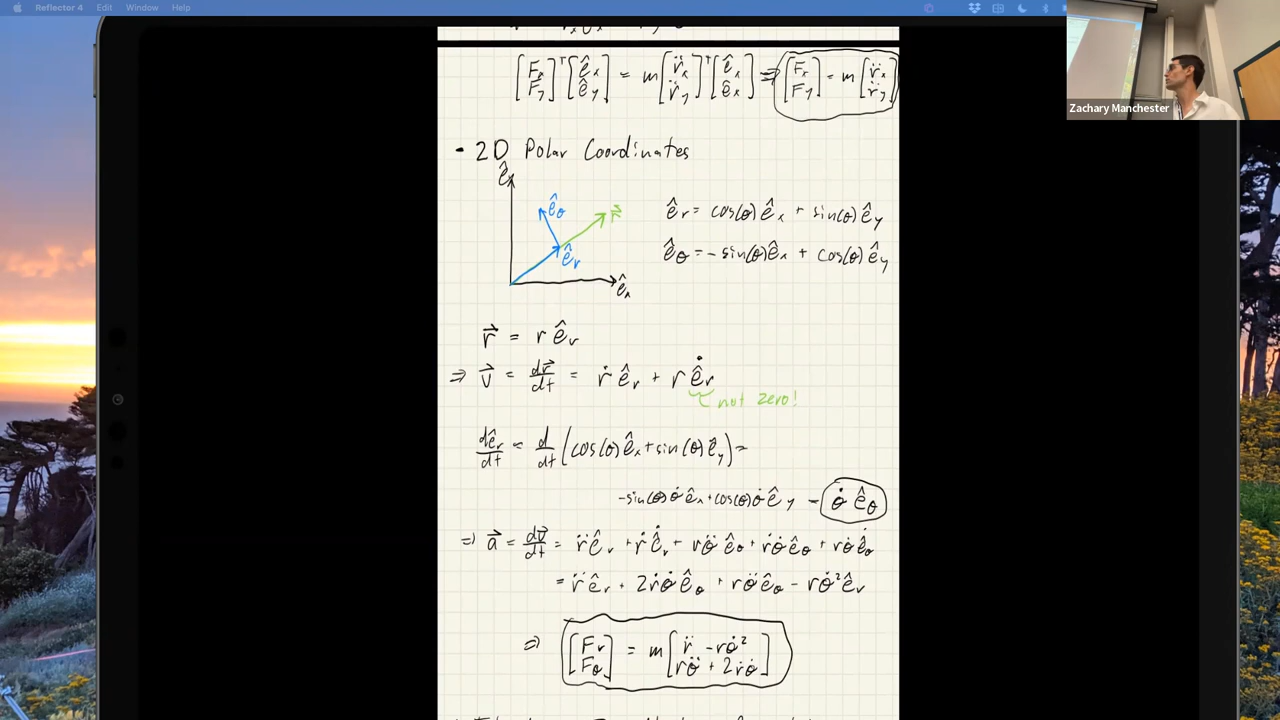 Reflector 4 Edit Window Help
Zachary Manchester
[F_x F_y]^T [ê_x ê_y] = m [r̈_x r̈_y]^T [ê_x ê_x] ⇒ [F_x F_y] = m [r̈_x r̈_y]
- 2D Polar Coordinates
ê_y
ê_θ r⃗
ê_r
ê_x
ê_r = cos(θ) ê_x + sin(θ) ê_y
ê_θ = -sin(θ) ê_x + cos(θ) ê_y
r⃗ = r ê_r
⇒ v⃗ = dr⃗/dt = ṙ ê_r + r ė̂_r
not zero!
dê_r/dt = d/dt (cos(θ) ê_x + sin(θ) ê_y) =
-sin(θ) θ̇ ê_x + cos(θ) θ̇ ê_y = θ̇ ê_θ
⇒ a⃗ = dv⃗/dt = r̈ ê_r + ṙ ė̂_r + rθ̈ ê_θ + ṙθ̇ ê_θ + rθ̇ ė̂_θ
= r̈ ê_r + 2ṙθ̇ ê_θ + rθ̈ ê_θ - rθ̇² ê_r
⇒ [F_r F_θ] = m [r̈ - rθ̇² rθ̈ + 2ṙθ̇]